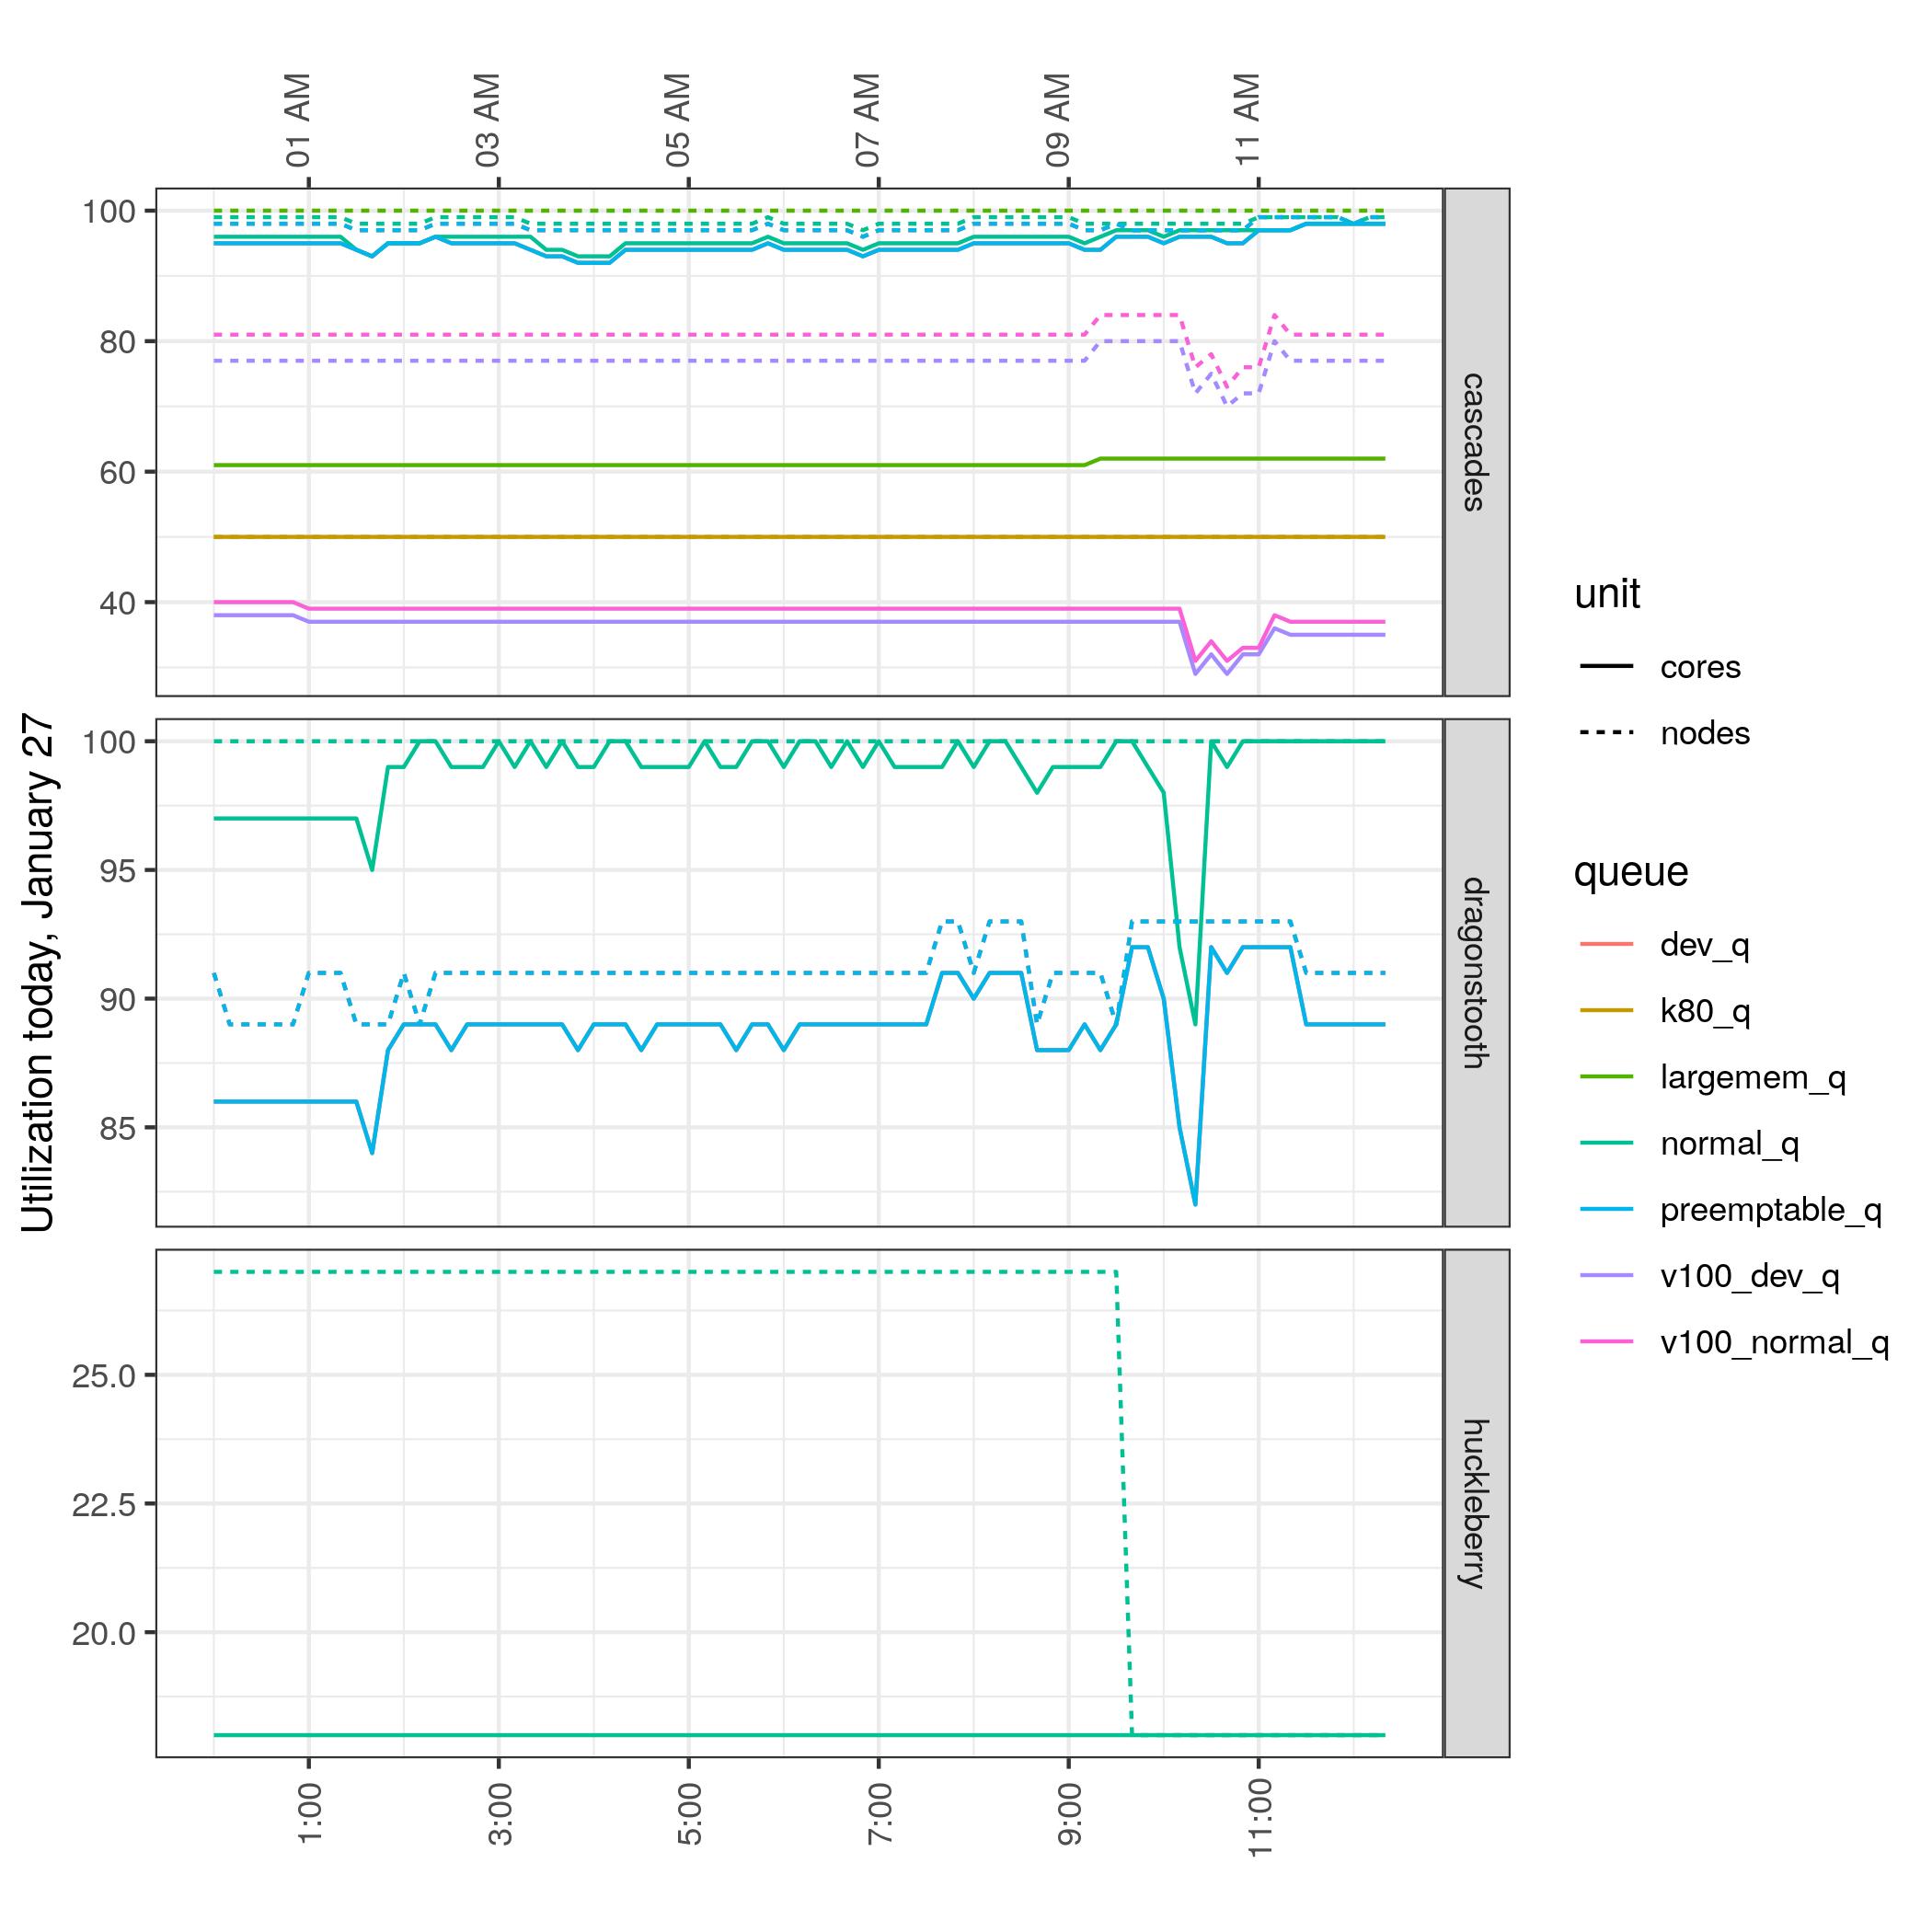 01 AM
03 AM
05 AM
07 AM
09 AM
11 AM
Utilization today, January 27
100
80
60
40
cascades
100
95
90
85
dragonstooth
25.0
22.5
20.0
huckleberry
1:00
3:00
5:00
7:00
9:00
11:00
unit
cores
nodes
queue
dev_q
k80_q
largemem_q
normal_q
preemptable_q
v100_dev_q
v100_normal_q